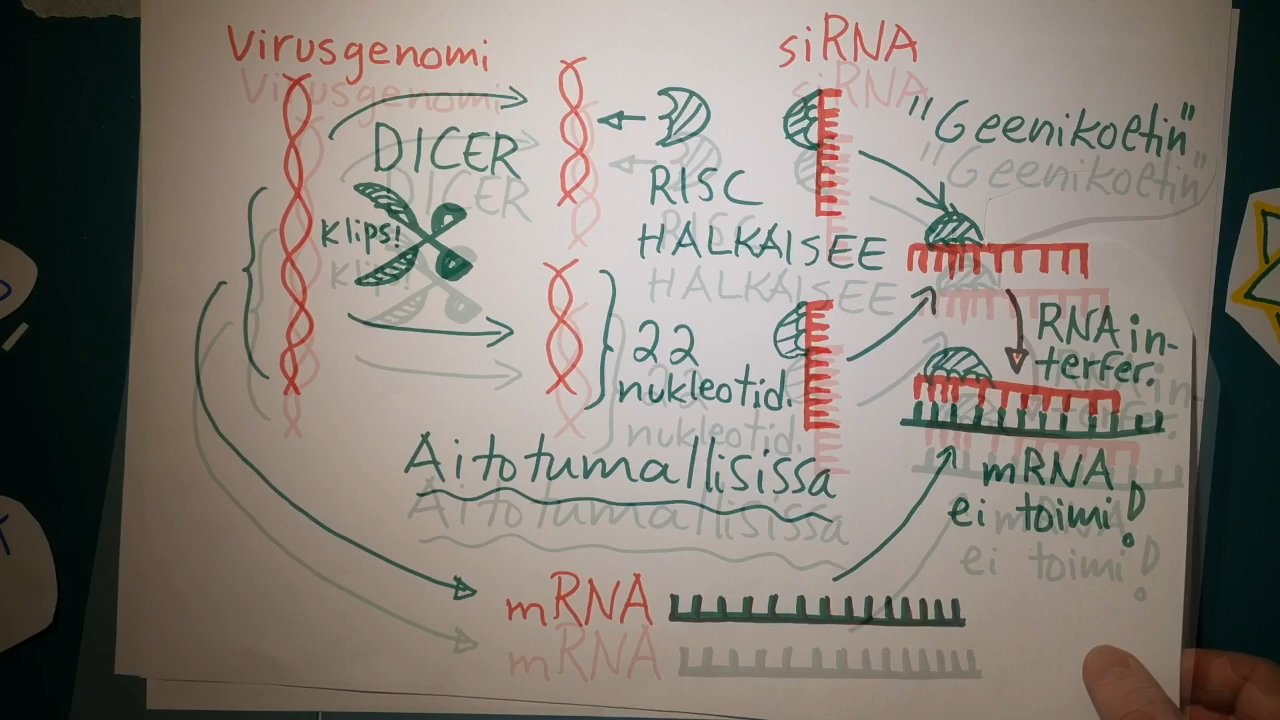 Virusgenomi
siRNA
DICER
Klips!
RISC
HALKAISEE
"Geenikoetin"
22
nukleotid.
RNA in-
terfer.
Aitotumallisissa
mRNA
ei toimi!
mRNA